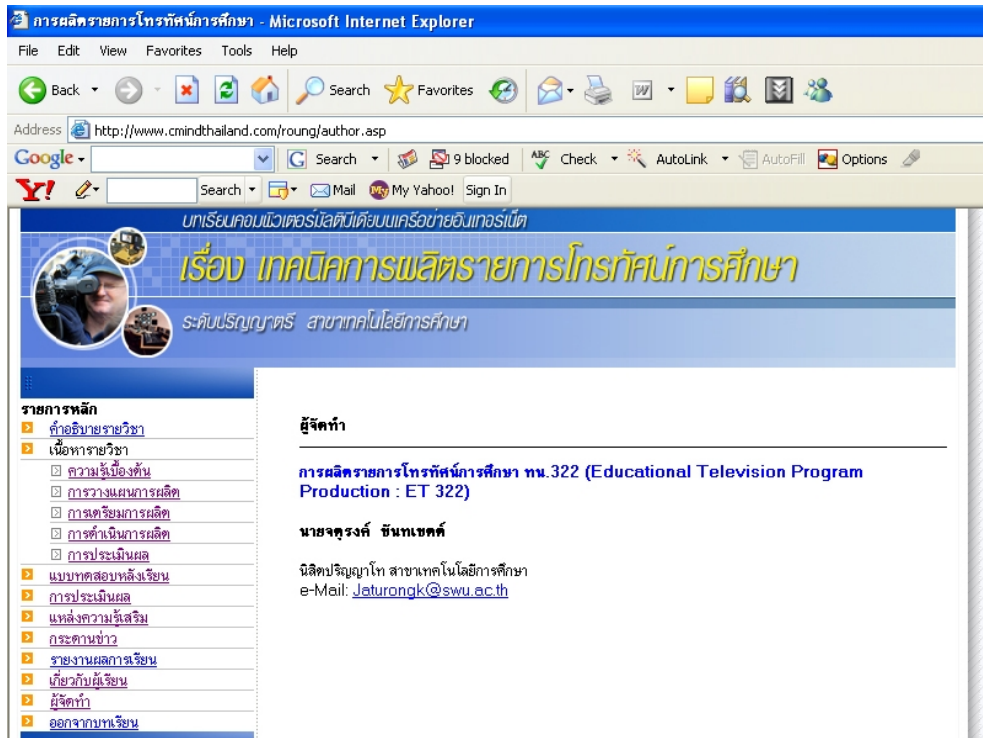 การผลิตรายการโทรทัศน์การศึกษา - Microsoft Internet Explorer
File Edit View Favorites Tools Help
Back Search Favorites
Address http://www.cmindthailand.com/roung/author.asp
Google Search 9 blocked Check AutoLink AutoFill Options
Y! Search Mail My Yahoo! Sign In
บทเรียนคอมพิวเตอร์มัลติมีเดียบนเครือข่ายอินเทอร์เน็ต
เรื่อง เทคนิคการผลิตรายการโทรทัศน์การศึกษา
ระดับปริญญาตรี สาขาเทคโนโลยีการศึกษา
รายการหลัก
คำอธิบายรายวิชา
เนื้อหารายวิชา
ความรู้เบื้องต้น
การวางแผนการผลิต
การเตรียมการผลิต
การดำเนินการผลิต
การประเมินผล
แบบทดสอบหลังเรียน
การประเมินผล
แหล่งความรู้เสริม
กระดานข่าว
รายงานผลการเรียน
เกี่ยวกับผู้เรียน
ผู้จัดทำ
ออกจากบทเรียน
ผู้จัดทำ
การผลิตรายการโทรทัศน์การศึกษา ทน.322 (Educational Television Program
Production : ET 322)
นายจตุรงค์ ขันทเขตต์
นิสิตปริญญาโท สาขาเทคโนโลยีการศึกษา
e-Mail: Jaturongk@swu.ac.th